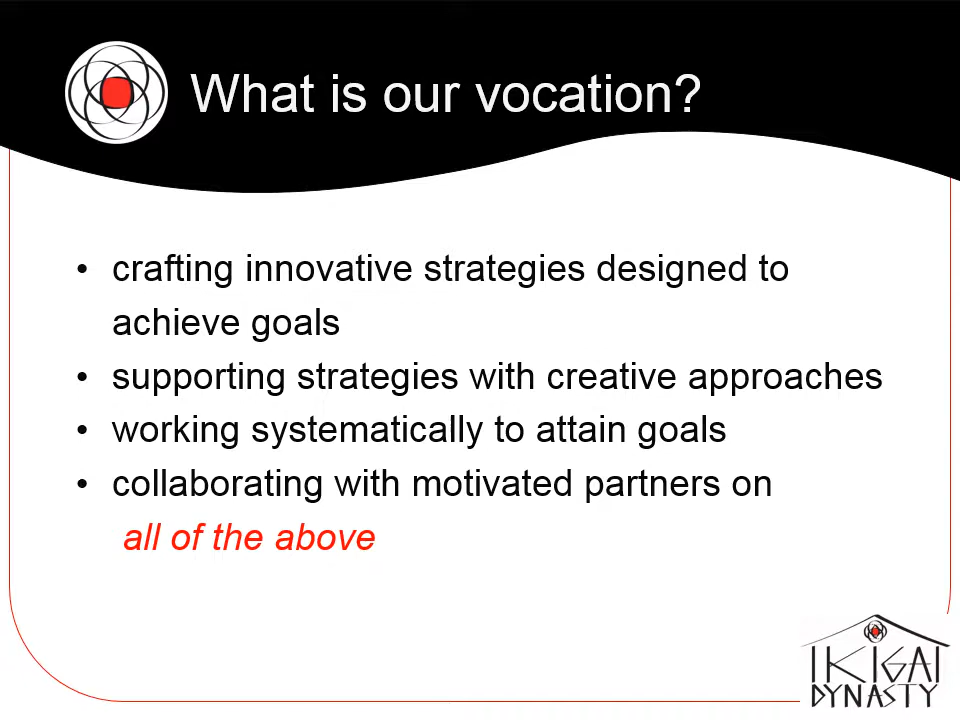 What is our vocation?
• crafting innovative strategies designed to
achieve goals
• supporting strategies with creative approaches
• working systematically to attain goals
• collaborating with motivated partners on
all of the above
IKIGAI
DYNASTY